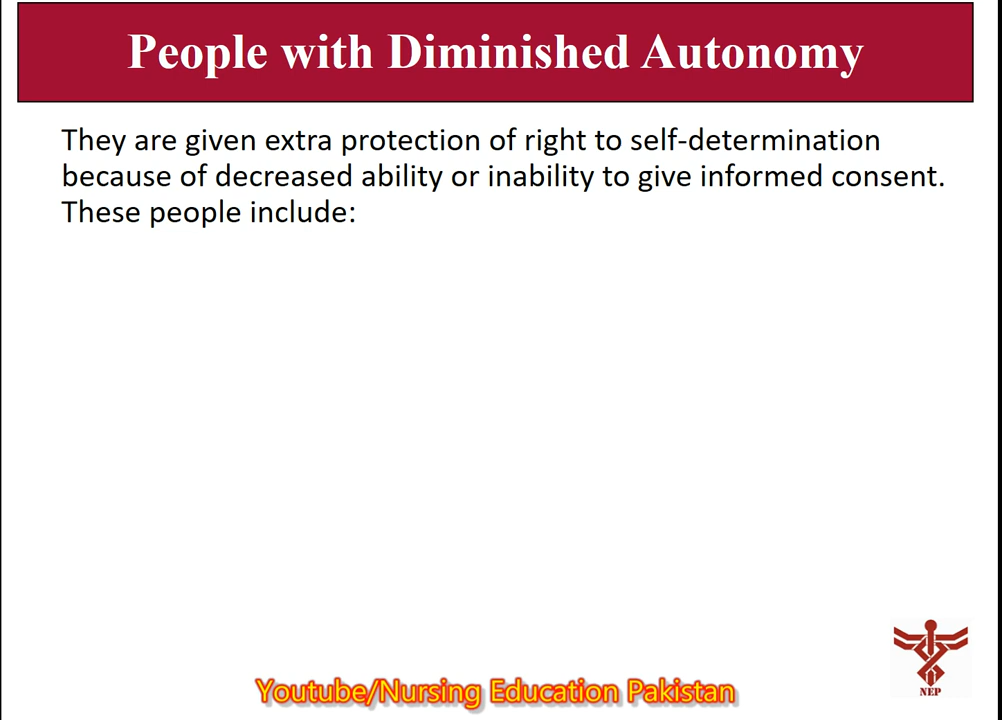 People with Diminished Autonomy
They are given extra protection of right to self-determination
because of decreased ability or inability to give informed consent.
These people include:
NEP
Youtube/Nursing Education Pakistan